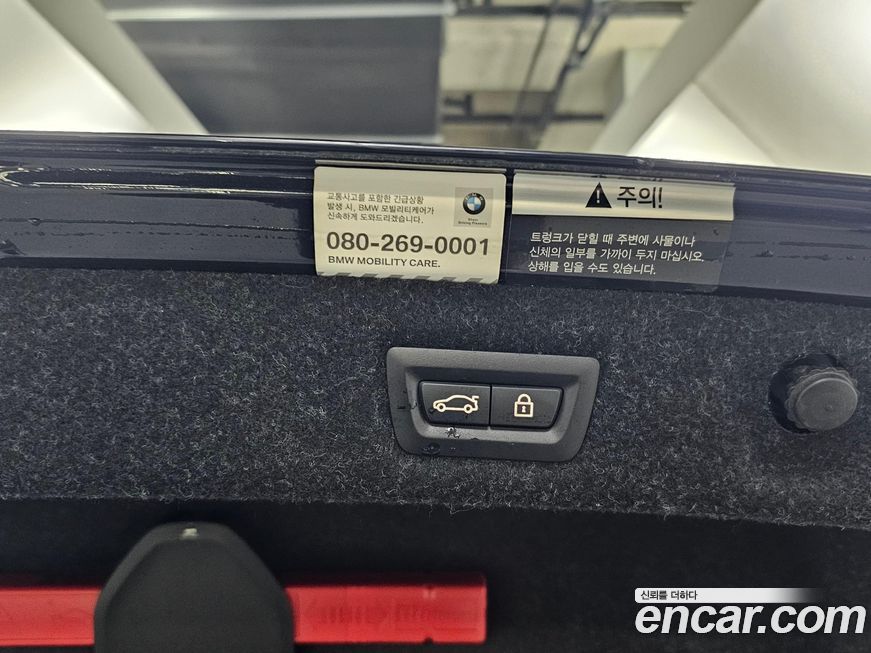 교통사고를 포함한 긴급상황
발생 시, BMW 모빌리티케어가
신속하게 도와드리겠습니다.
080-269-0001
BMW MOBILITY CARE.
주의!
트렁크가 닫힐 때 주변에 사물이나
신체의 일부를 가까이 두지 마십시오.
상해를 입을 수도 있습니다.
신뢰를 더하다
encar.com